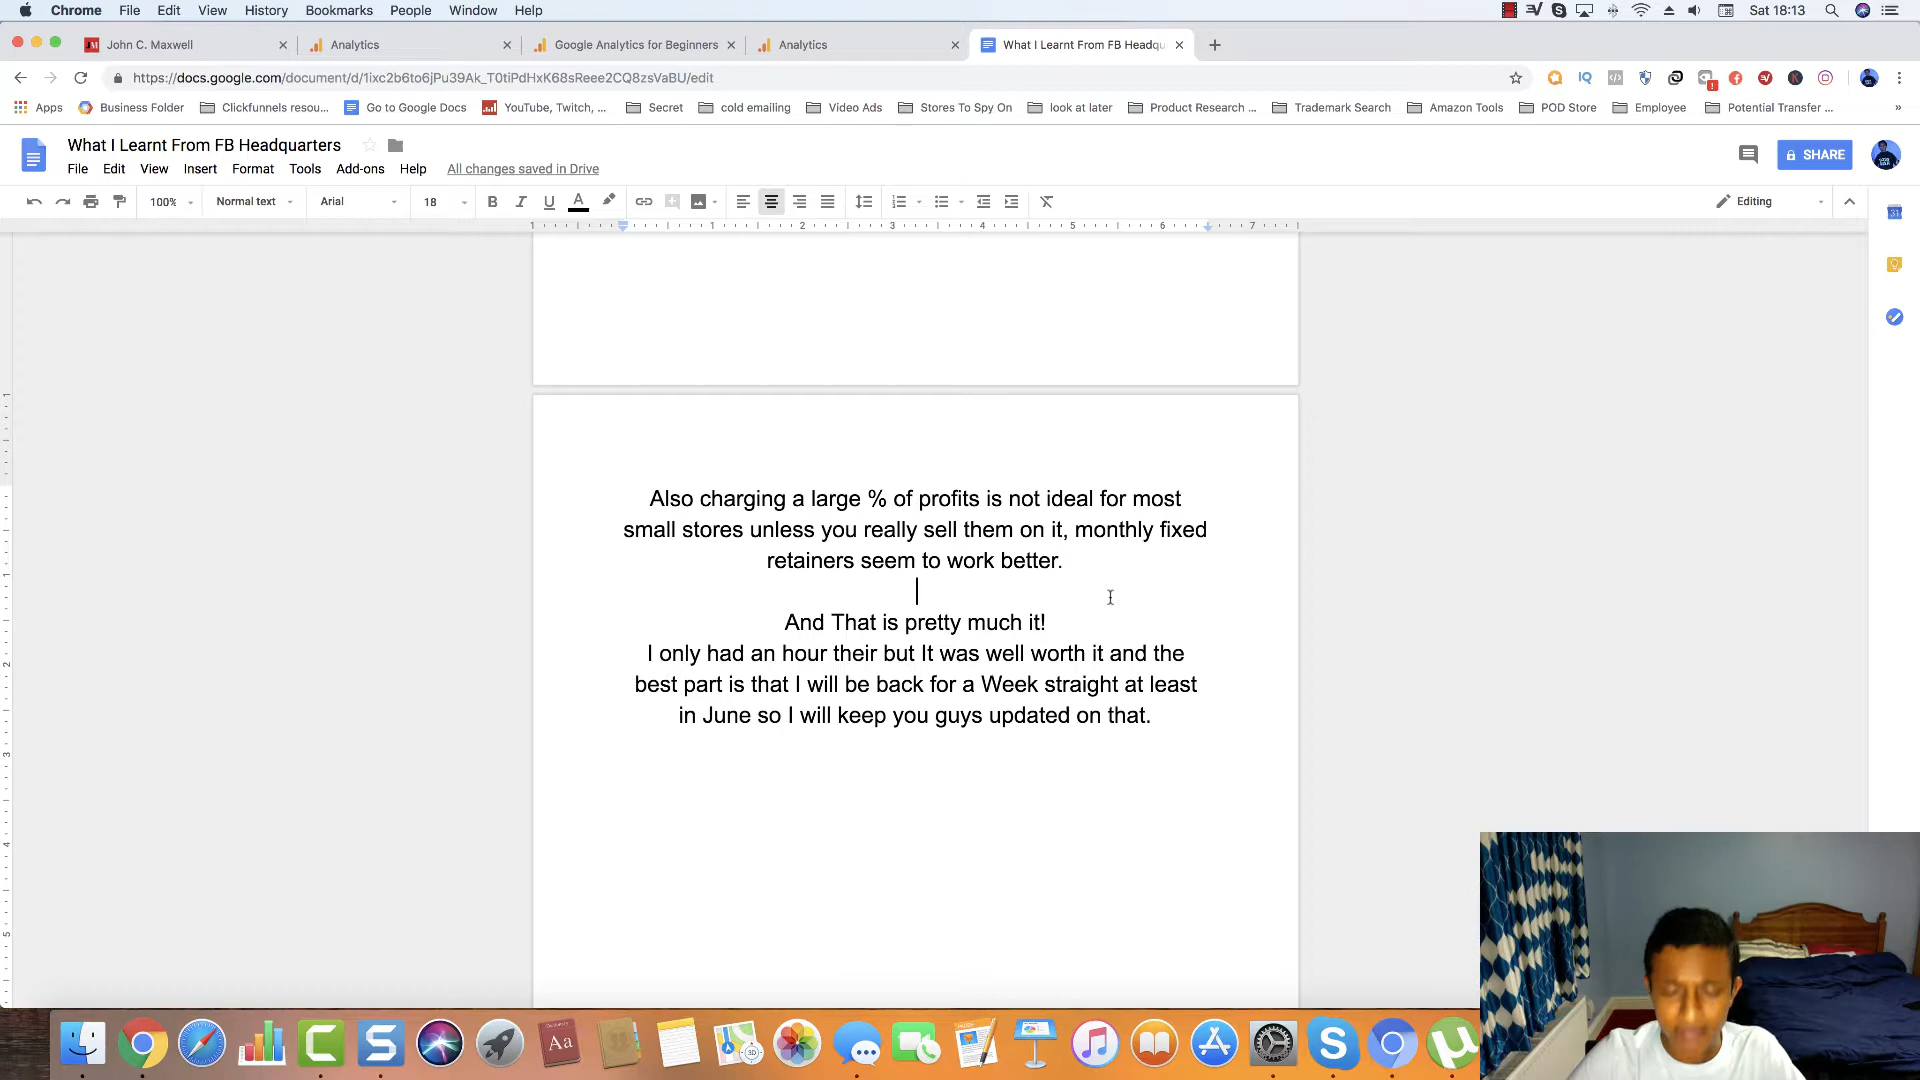 Chrome File Edit View History Bookmarks People Window Help Sat 18:13
John C. Maxwell Analytics Google Analytics for Beginners Analytics What I Learnt From FB Headqu
https://docs.google.com/document/d/1ixc2b6to6jPu39Ak_T0tiPdHxK68sReee2CQ8zsVaBU/edit
Apps Business Folder Clickfunnels resou... Go to Google Docs YouTube, Twitch, ... Secret cold emailing Video Ads Stores To Spy On look at later Product Research ... Trademark Search Amazon Tools POD Store Employee Potential Transfer ... »
What I Learnt From FB Headquarters
SHARE
File Edit View Insert Format Tools Add-ons Help All changes saved in Drive
100% Normal text Arial 18 B I U A Editing
1 1 2 3 4 5 6 7
Also charging a large % of profits is not ideal for most
small stores unless you really sell them on it, monthly fixed
retainers seem to work better.
And That is pretty much it!
I only had an hour their but It was well worth it and the
best part is that I will be back for a Week straight at least
in June so I will keep you guys updated on that.